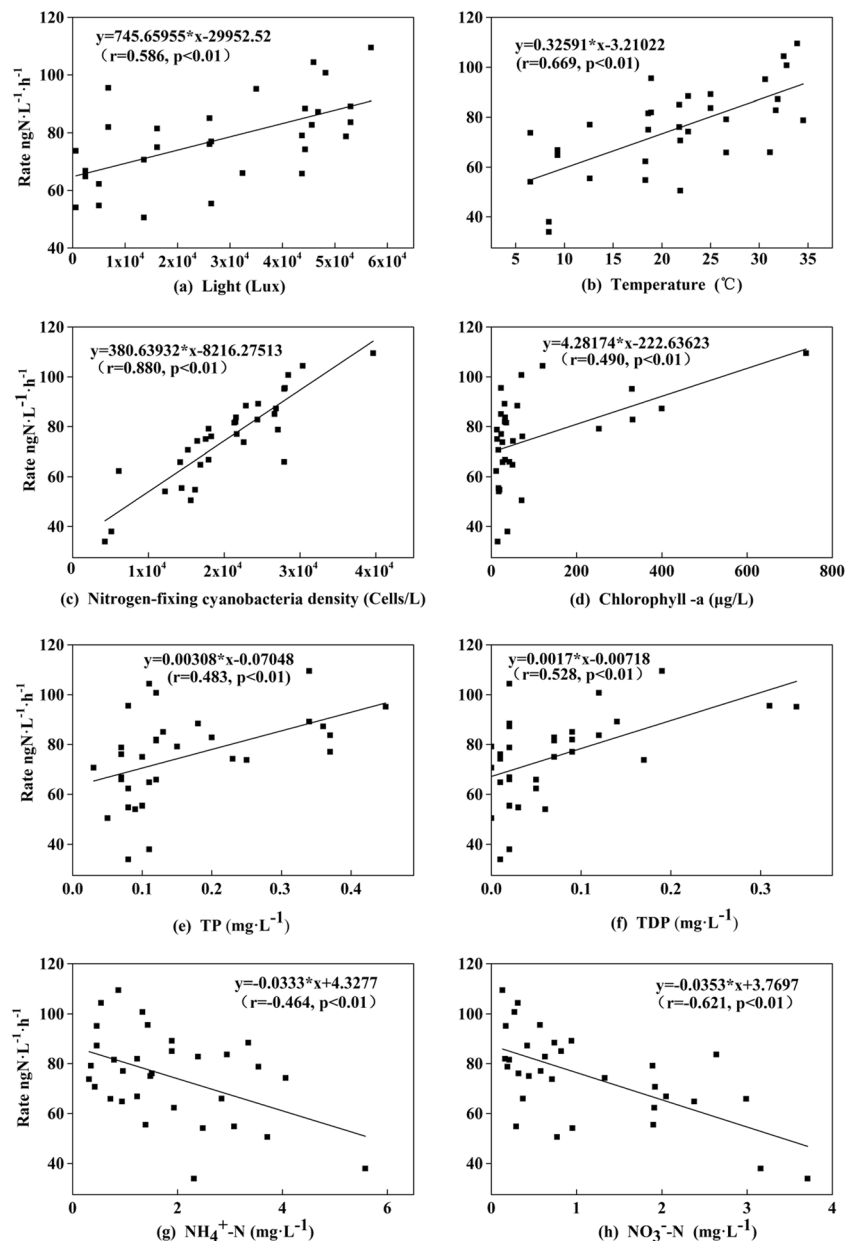 y=745.65955*x-29952.52
(r=0.586, p<0.01)
Rate ngN·L⁻¹·h⁻¹
120
100
80
60
40
0 1x10⁴ 2x10⁴ 3x10⁴ 4x10⁴ 5x10⁴ 6x10⁴
(a) Light (Lux)
y=0.32591*x-3.21022
(r=0.669, p<0.01)
120
100
80
60
40
5 10 15 20 25 30 35
(b) Temperature (℃)
y=380.63932*x-8216.27513
(r=0.880, p<0.01)
Rate ngN·L⁻¹·h⁻¹
120
100
80
60
40
0 1x10⁴ 2x10⁴ 3x10⁴ 4x10⁴
(c) Nitrogen-fixing cyanobacteria density (Cells/L)
y=4.28174*x-222.63623
(r=0.490, p<0.01)
120
100
80
60
40
0 200 400 600 800
(d) Chlorophyll -a (μg/L)
y=0.00308*x-0.07048
(r=0.483, p<0.01)
Rate ngN·L⁻¹·h⁻¹
120
100
80
60
40
20
0.0 0.1 0.2 0.3 0.4 0.5
(e) TP (mg·L⁻¹)
y=0.0017*x-0.00718
(r=0.528, p<0.01)
120
100
80
60
40
20
0.0 0.1 0.2 0.3
(f) TDP (mg·L⁻¹)
y=-0.0333*x+4.3277
(r=-0.464, p<0.01)
Rate ngN·L⁻¹·h⁻¹
120
100
80
60
40
20
0 2 4 6
(g) NH₄⁺-N (mg·L⁻¹)
y=-0.0353*x+3.7697
(r=-0.621, p<0.01)
120
100
80
60
40
20
0 1 2 3 4
(h) NO₃⁻-N (mg·L⁻¹)